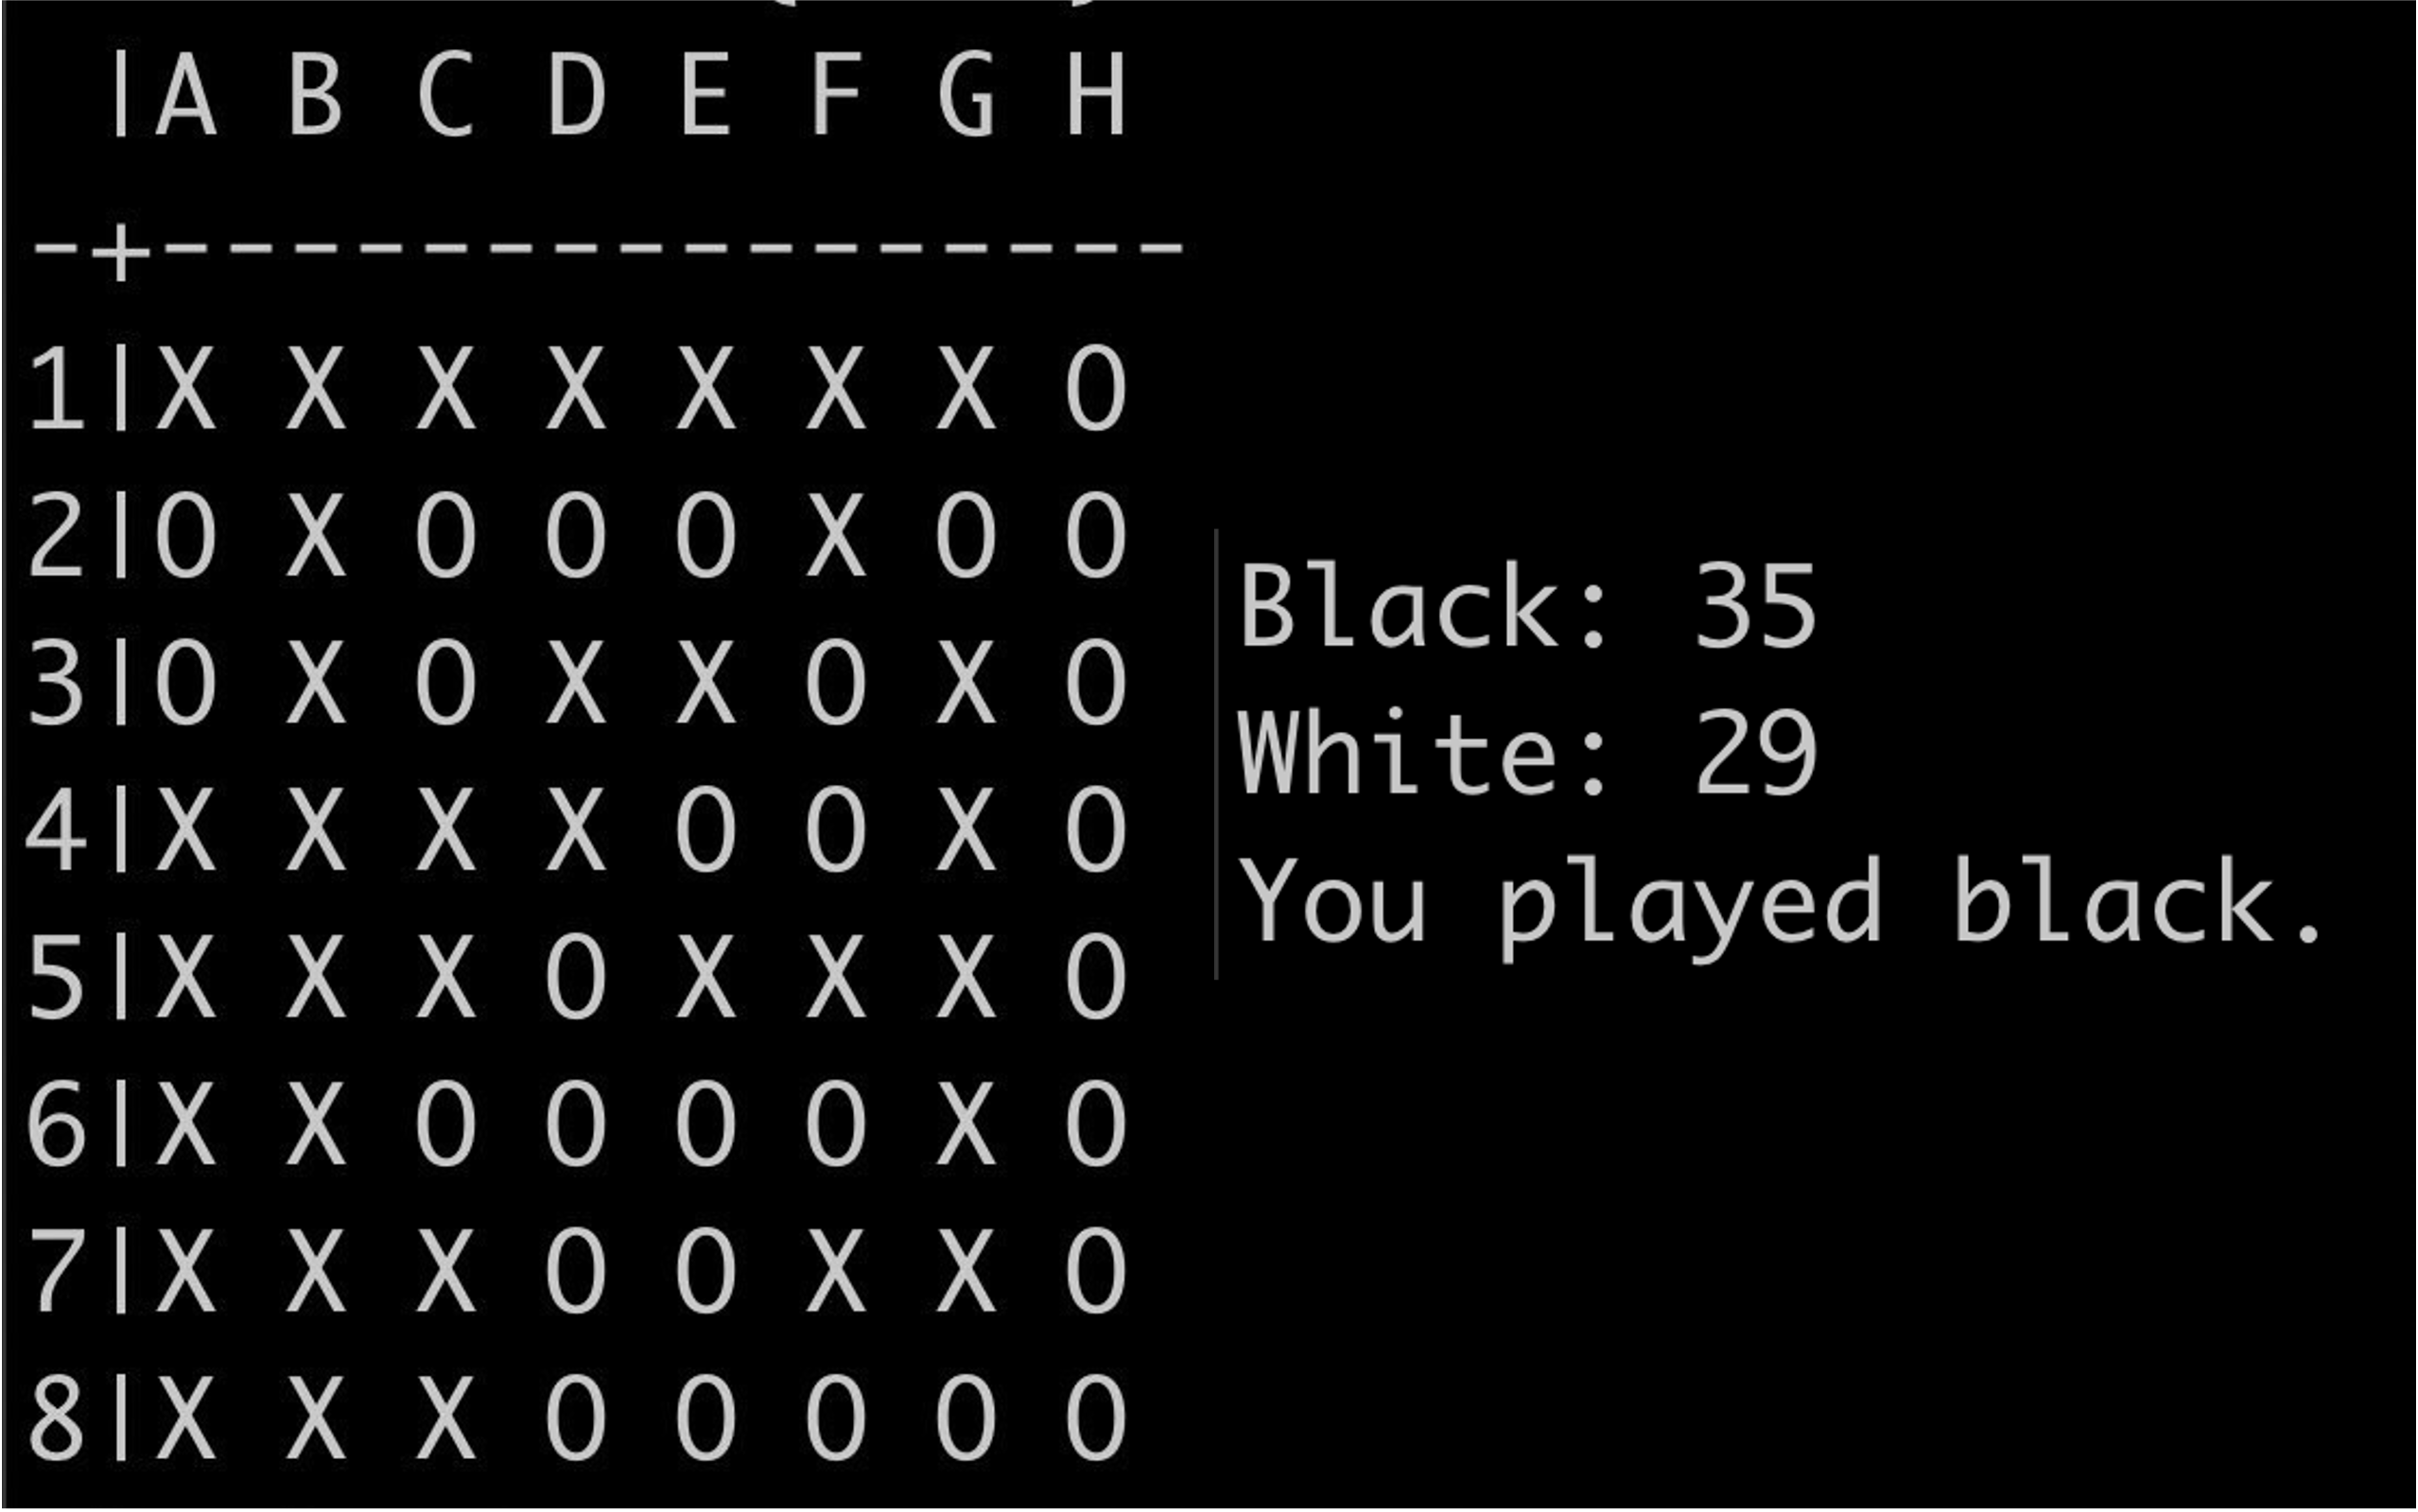 |A B C D E F G H
-+-----------------
1|X X X X X X X O
2|O X O O O X O O
3|O X O X X O X O
4|X X X X O O X O
5|X X X O X X X O
6|X X O O O O X O
7|X X X O O X X O
8|X X X O O O O O
Black: 35
White: 29
You played black.